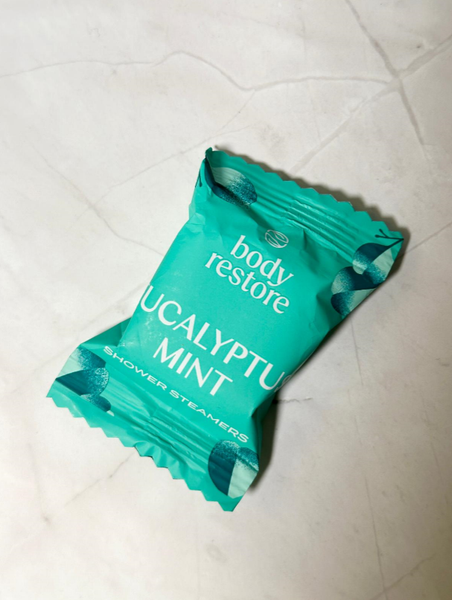 body
restore
UCALYPTU
MINT
SHOWER STEAMERS